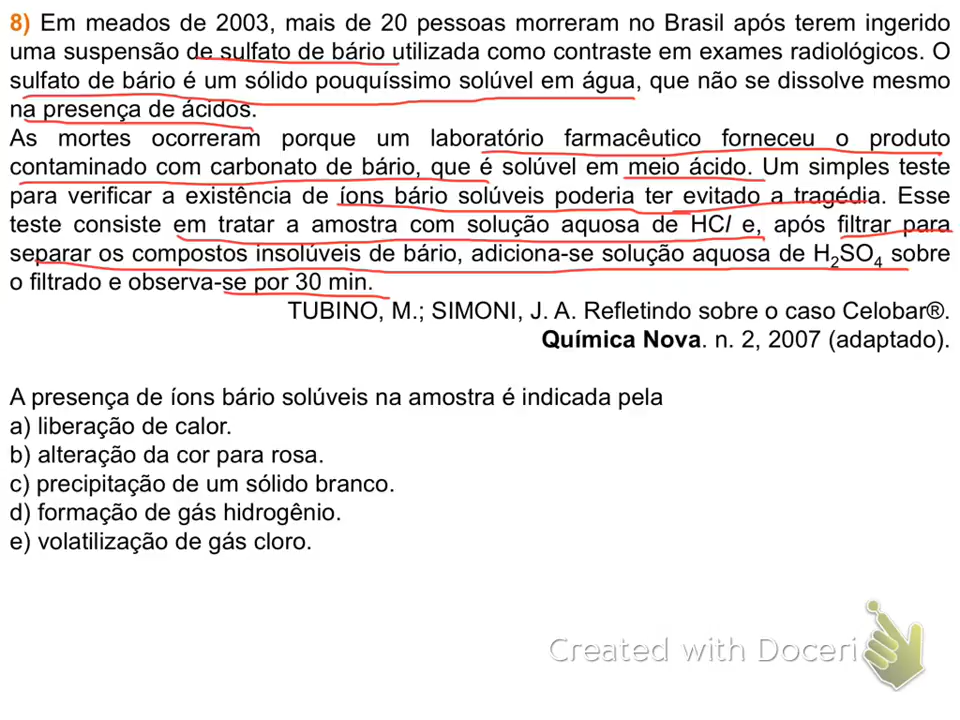 8) Em meados de 2003, mais de 20 pessoas morreram no Brasil após terem ingerido
uma suspensão de sulfato de bário utilizada como contraste em exames radiológicos. O
sulfato de bário é um sólido pouquíssimo solúvel em água, que não se dissolve mesmo
na presença de ácidos.
As mortes ocorreram porque um laboratório farmacêutico forneceu o produto
contaminado com carbonato de bário, que é solúvel em meio ácido. Um simples teste
para verificar a existência de íons bário solúveis poderia ter evitado a tragédia. Esse
teste consiste em tratar a amostra com solução aquosa de HCl e, após filtrar para
separar os compostos insolúveis de bário, adiciona-se solução aquosa de H₂SO₄ sobre
o filtrado e observa-se por 30 min.
TUBINO, M.; SIMONI, J. A. Refletindo sobre o caso Celobar®.
Química Nova. n. 2, 2007 (adaptado).
A presença de íons bário solúveis na amostra é indicada pela
a) liberação de calor.
b) alteração da cor para rosa.
c) precipitação de um sólido branco.
d) formação de gás hidrogênio.
e) volatilização de gás cloro.
Created with Doceri